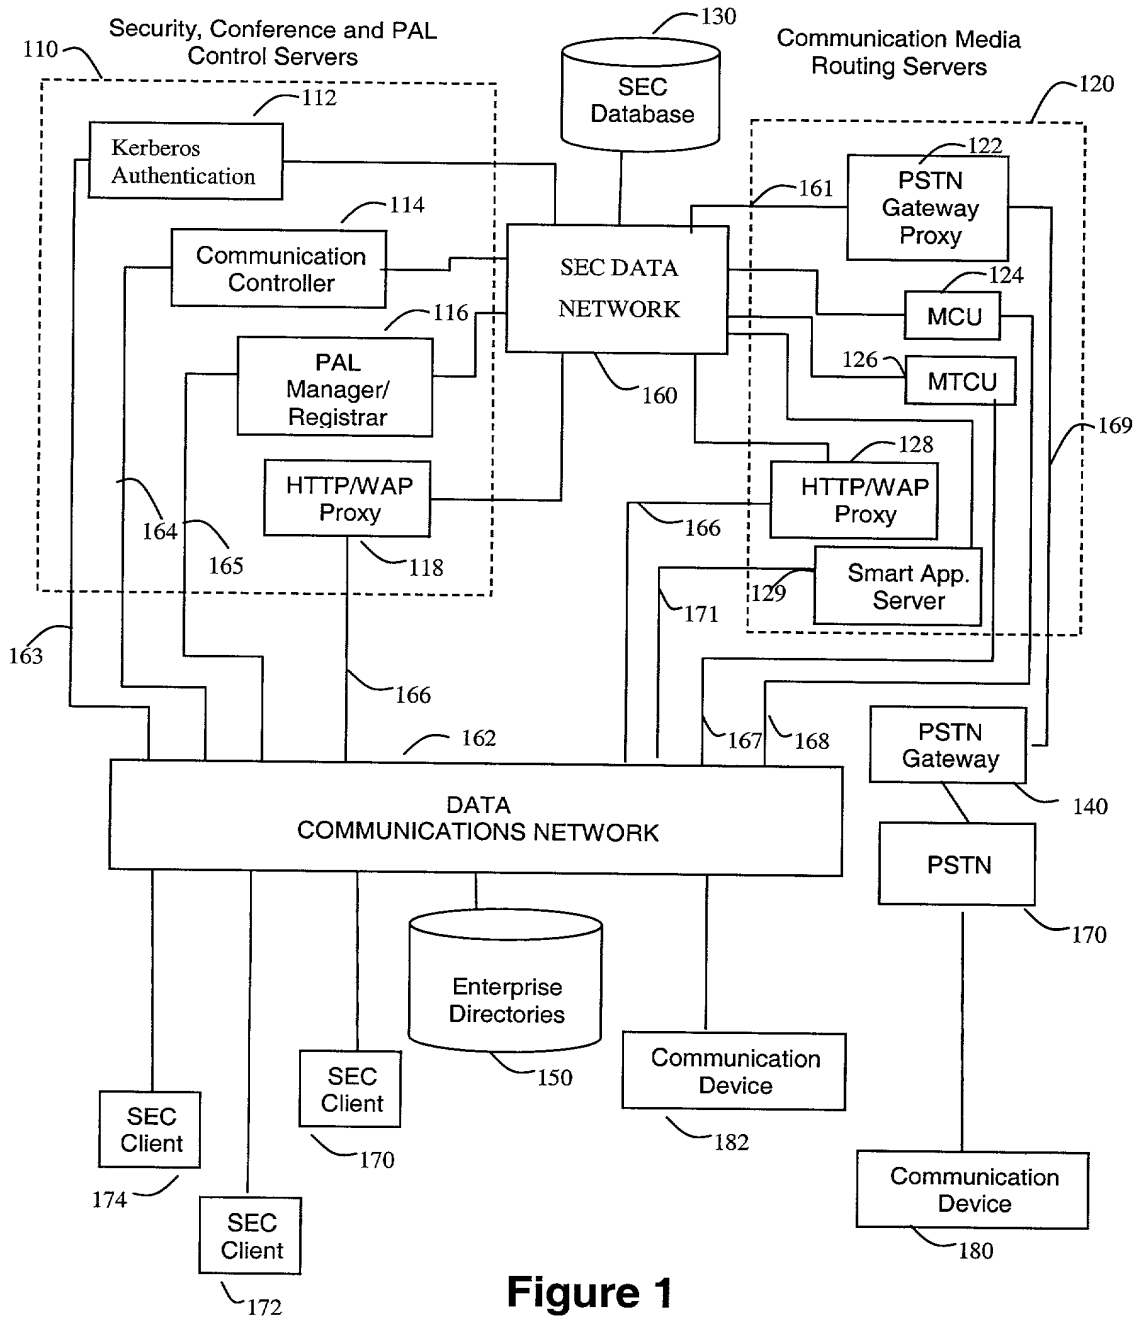 Security, Conference and PAL
Control Servers
110
112
Kerberos
Authentication
114
Communication
Controller
116
PAL
Manager/
Registrar
HTTP/WAP
Proxy
118
164
165
163
166
130
SEC
Database
SEC DATA
NETWORK
160
Communication Media
Routing Servers
120
122
PSTN
Gateway
Proxy
161
124
MCU
126
MTCU
128
HTTP/WAP
Proxy
166
129
Smart App.
Server
171
169
167
168
162
DATA
COMMUNICATIONS NETWORK
PSTN
Gateway
140
PSTN
170
Enterprise
Directories
150
Communication
Device
182
SEC
Client
170
SEC
Client
174
SEC
Client
172
Communication
Device
180
Figure 1